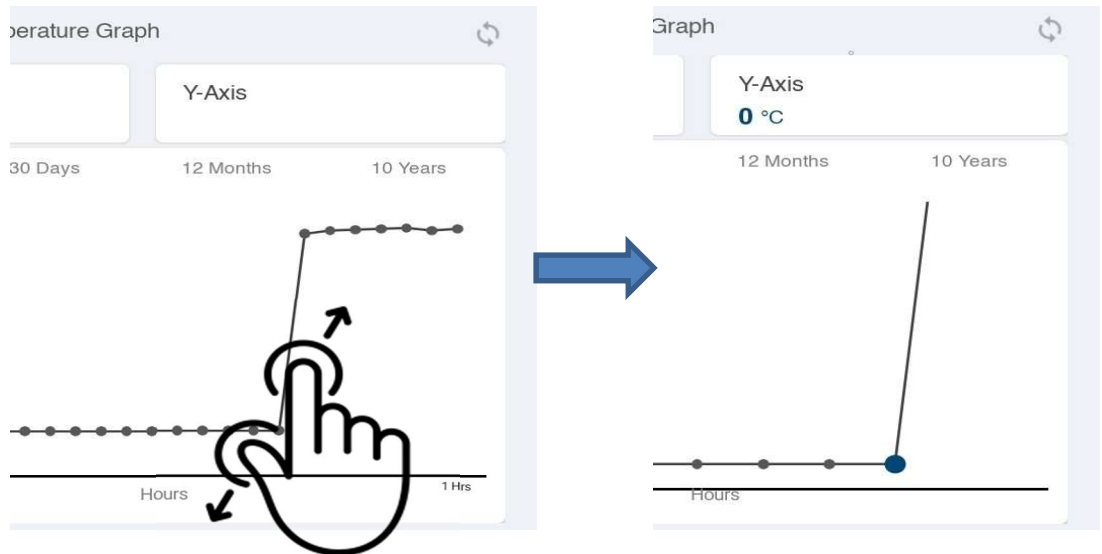 perature Graph
Y-Axis
30 Days 12 Months 10 Years
Hours
1 Hrs
Graph
Y-Axis
0 °C
12 Months 10 Years
Hours